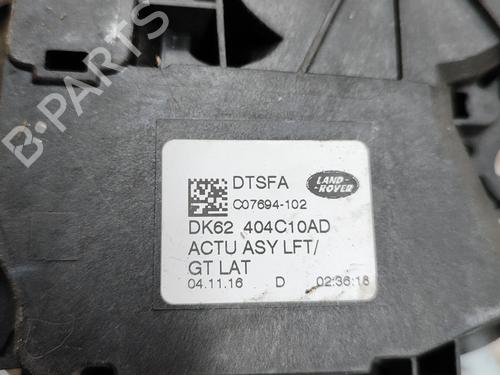 B-PARTS
DTSFA
LAND-
ROVER
C07694-102
DK62 404C10AD
ACTU ASY LFT/
GT LAT
04.11.16 D 02:36:18